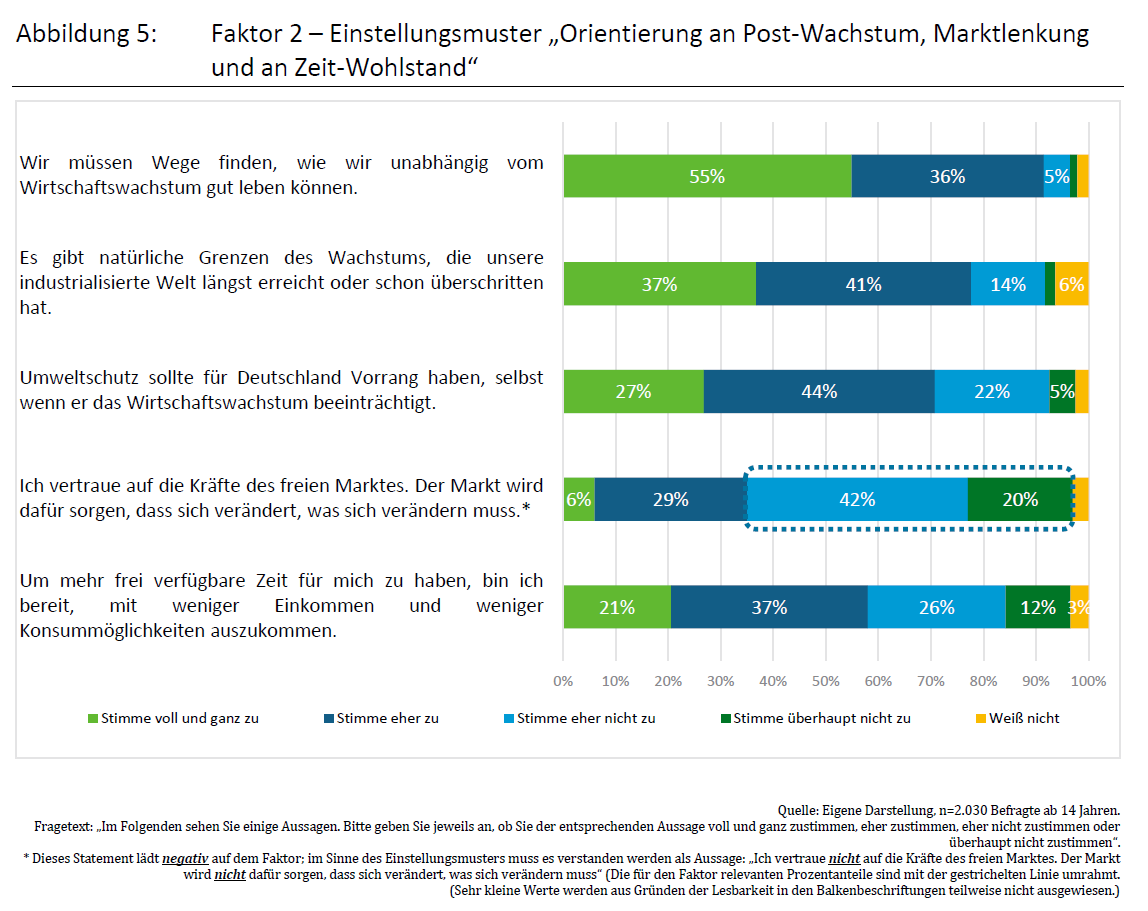 Abbildung 5: Faktor 2 – Einstellungsmuster „Orientierung an Post-Wachstum, Marktlenkung
und an Zeit-Wohlstand“
Wir müssen Wege finden, wie wir unabhängig vom
Wirtschaftswachstum gut leben können.
55% 36% 5%
Es gibt natürliche Grenzen des Wachstums, die unsere
industrialisierte Welt längst erreicht oder schon überschritten
hat.
37% 41% 14% 6%
Umweltschutz sollte für Deutschland Vorrang haben, selbst
wenn er das Wirtschaftswachstum beeinträchtigt.
27% 44% 22% 5%
Ich vertraue auf die Kräfte des freien Marktes. Der Markt wird
dafür sorgen, dass sich verändert, was sich verändern muss.*
6% 29% 42% 20%
Um mehr frei verfügbare Zeit für mich zu haben, bin ich
bereit, mit weniger Einkommen und weniger
Konsummöglichkeiten auszukommen.
21% 37% 26% 12% 3%
0% 10% 20% 30% 40% 50% 60% 70% 80% 90% 100%
Stimme voll und ganz zu Stimme eher zu Stimme eher nicht zu Stimme überhaupt nicht zu Weiß nicht
Quelle: Eigene Darstellung, n=2.030 Befragte ab 14 Jahren.
Fragetext: „Im Folgenden sehen Sie einige Aussagen. Bitte geben Sie jeweils an, ob Sie der entsprechenden Aussage voll und ganz zustimmen, eher zustimmen, eher nicht zustimmen oder
überhaupt nicht zustimmen“.
* Dieses Statement lädt negativ auf dem Faktor; im Sinne des Einstellungsmusters muss es verstanden werden als Aussage: „Ich vertraue nicht auf die Kräfte des freien Marktes. Der Markt
wird nicht dafür sorgen, dass sich verändert, was sich verändern muss“ (Die für den Faktor relevanten Prozentanteile sind mit der gestrichelten Linie umrahmt.
(Sehr kleine Werte werden aus Gründen der Lesbarkeit in den Balkenbeschriftungen teilweise nicht ausgewiesen.)